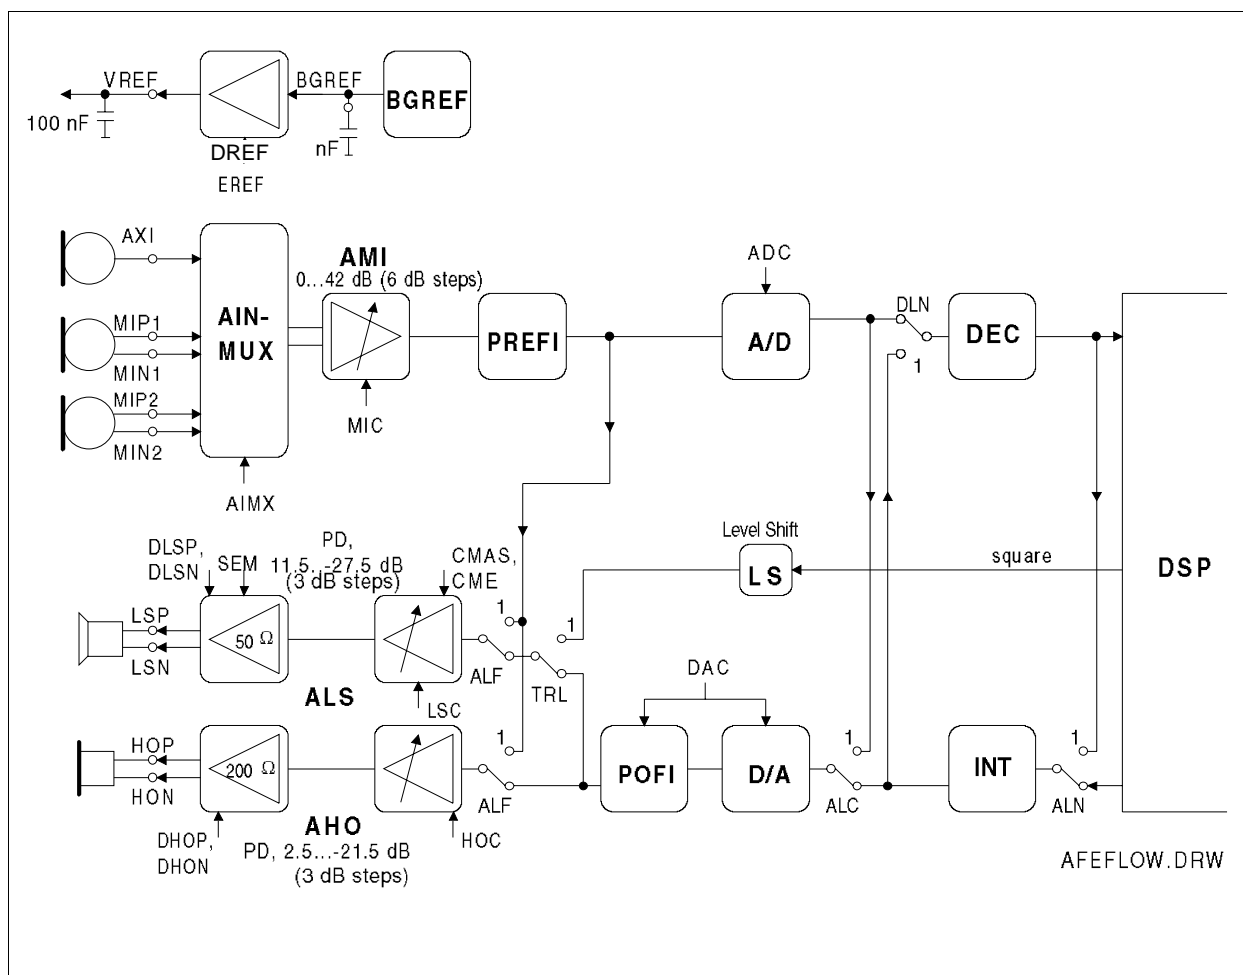 VREF
BGREF
BGREF
100 nF
nF
DREF
EREF
AXI
AMI
0...42 dB (6 dB steps)
ADC
MIP1
MIN1
AIN-
MUX
PREFI
A/D
DLN
1
DEC
MIP2
MIN2
MIC
AIMX
Level Shift
LS
square
DSP
DLSP,
DLSN
SEM
PD,
11.5...-27.5 dB
(3 dB steps)
CMAS,
CME
LSP
LSN
50 Ω
1
1
ALF
TRL
DAC
ALS
LSC
HOP
HON
200 Ω
1
ALF
POFI
D/A
1
ALC
INT
1
ALN
DHOP,
DHON
AHO
PD, 2.5...-21.5 dB
(3 dB steps)
HOC
AFEFLOW.DRW